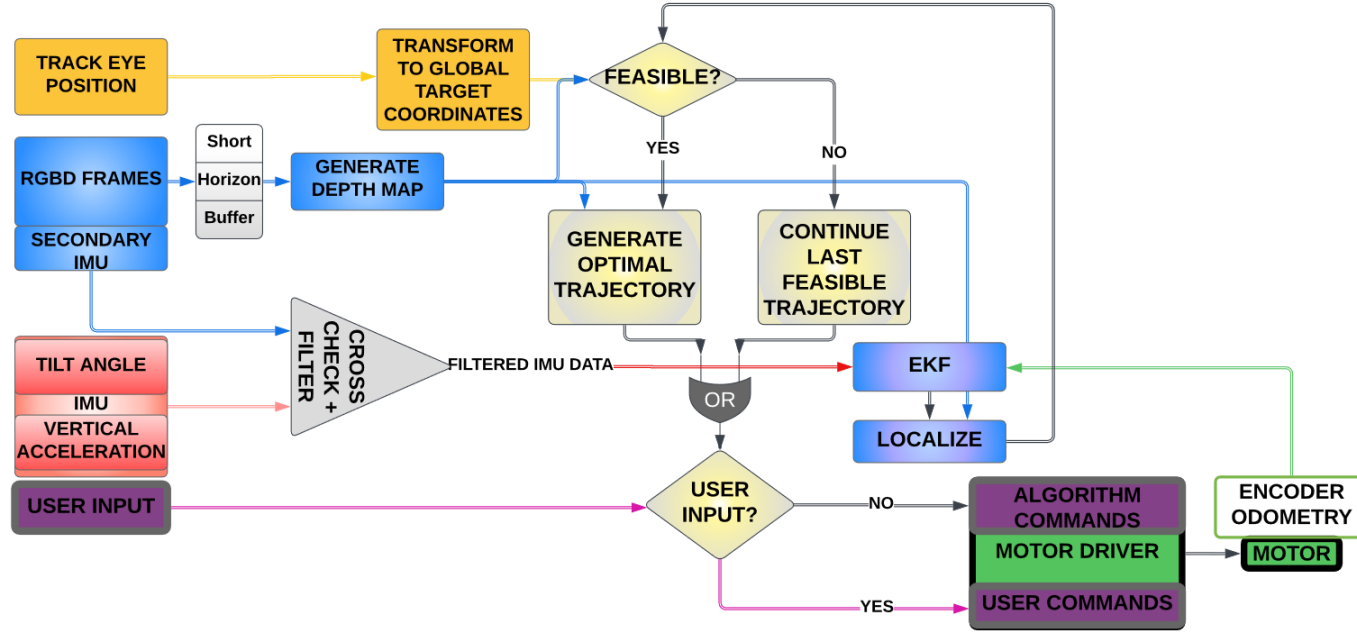 TRACK EYE
POSITION
TRANSFORM
TO GLOBAL
TARGET
COORDINATES
FEASIBLE?
YES
NO
RGBD FRAMES
SECONDARY
IMU
Short
Horizon
Buffer
GENERATE
DEPTH MAP
GENERATE
OPTIMAL
TRAJECTORY
CONTINUE
LAST
FEASIBLE
TRAJECTORY
TILT ANGLE
IMU
VERTICAL
ACCELERATION
CROSS
CHECK +
FILTER
FILTERED IMU DATA
OR
EKF
LOCALIZE
USER INPUT
USER
INPUT?
NO
YES
ALGORITHM
COMMANDS
MOTOR DRIVER
USER COMMANDS
ENCODER
ODOMETRY
MOTOR